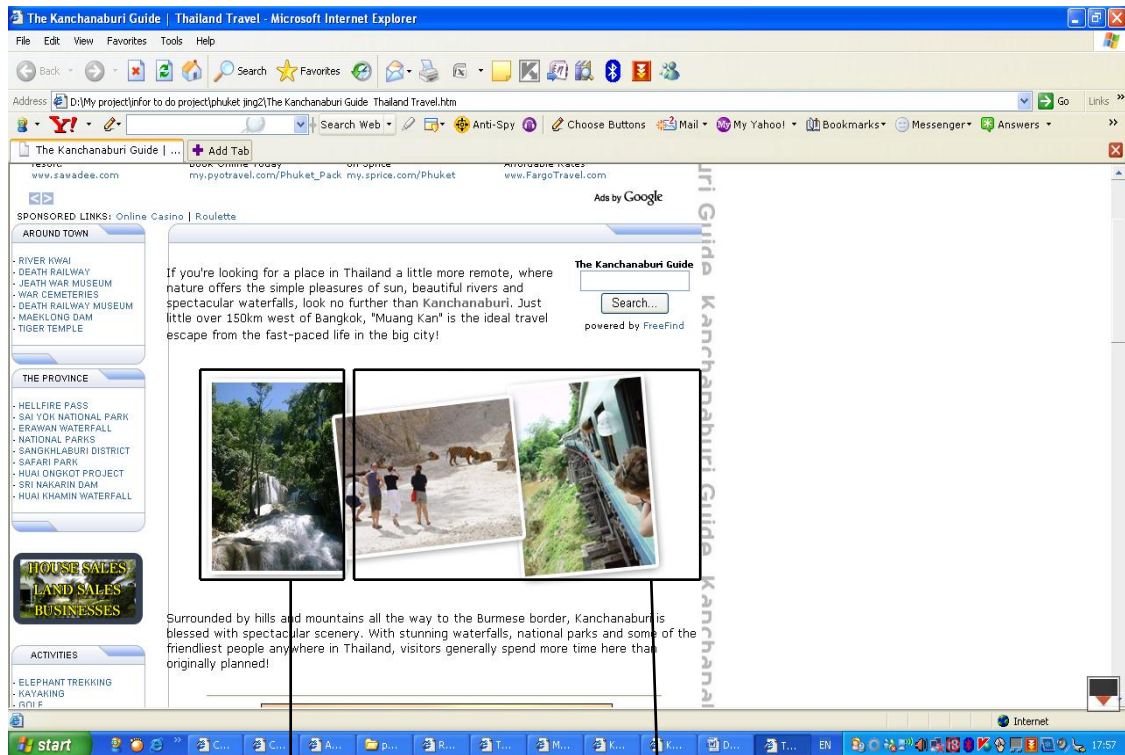 The Kanchanaburi Guide | Thailand Travel - Microsoft Internet Explorer
File Edit View Favorites Tools Help
Back Search Favorites
Address D:\My project\infor to do project\phuket jing2\The Kanchanaburi Guide Thailand Travel.htm Go Links »
Y! Search Web Anti-Spy Choose Buttons Mail My Yahoo! Bookmarks Messenger Answers »
The Kanchanaburi Guide | ... Add Tab
www.sawadee.com my.pyotravel.com/Phuket_Pack my.sprice.com/Phuket www.FargoTravel.com
Ads by Google
SPONSORED LINKS: Online Casino | Roulette
AROUND TOWN
- RIVER KWAI
- DEATH RAILWAY
- JEATH WAR MUSEUM
- WAR CEMETERIES
- DEATH RAILWAY MUSEUM
- MAEKLONG DAM
- TIGER TEMPLE
If you're looking for a place in Thailand a little more remote, where
nature offers the simple pleasures of sun, beautiful rivers and
spectacular waterfalls, look no further than Kanchanaburi. Just
little over 150km west of Bangkok, "Muang Kan" is the ideal travel
escape from the fast-paced life in the big city!
The Kanchanaburi Guide
Search...
powered by FreeFind
THE PROVINCE
- HELLFIRE PASS
- SAI YOK NATIONAL PARK
- ERAWAN WATERFALL
- NATIONAL PARKS
- SANGKHLABURI DISTRICT
- SAFARI PARK
- HUAI ONGKOT PROJECT
- SRI NAKARIN DAM
- HUAI KHAMIN WATERFALL
HOUSE SALES
LAND SALES
BUSINESSES
Surrounded by hills and mountains all the way to the Burmese border, Kanchanaburi is
blessed with spectacular scenery. With stunning waterfalls, national parks and some of the
friendliest people anywhere in Thailand, visitors generally spend more time here than
originally planned!
ACTIVITIES
- ELEPHANT TREKKING
- KAYAKING
- GOLF
uri Guide Kanchanaburi Guide Kanchana
Internet
start » C... C... A... p... R... T... M... K... K... D... T... EN 17:57